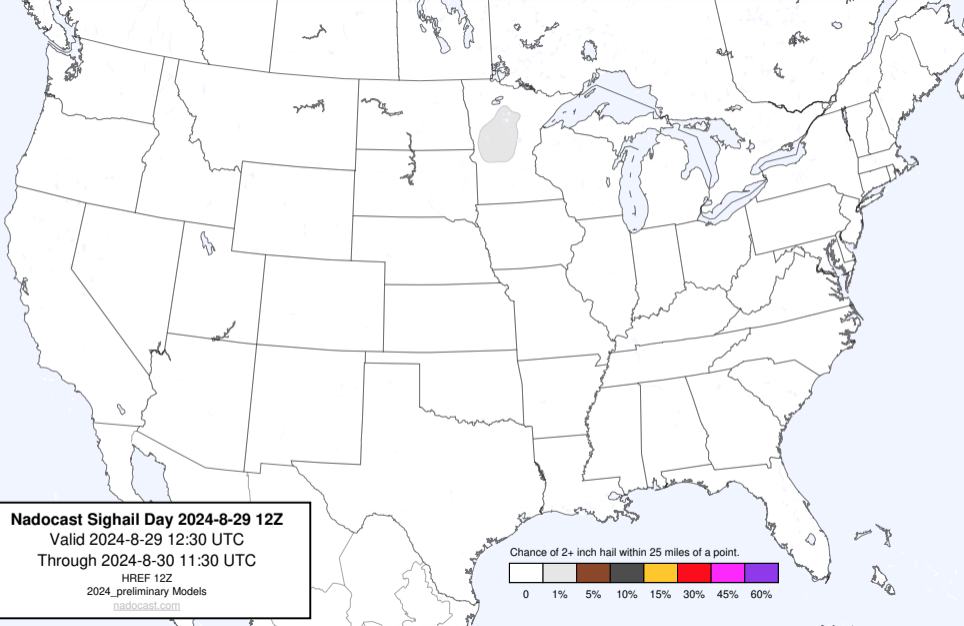 Nadocast Sighail Day 2024-8-29 12Z
Valid 2024-8-29 12:30 UTC
Through 2024-8-30 11:30 UTC
HREF 12Z
2024_preliminary Models
nadocast.com
Chance of 2+ inch hail within 25 miles of a point.
0 1% 5% 10% 15% 30% 45% 60%